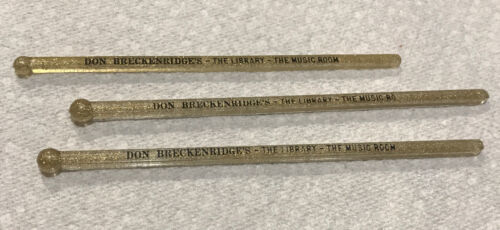 DON BRECKENRIDGE'S - THE LIBRARY - THE MUSIC ROOM
DON BRECKENRIDGE'S - THE LIBRARY - THE MUSIC RO
DON BRECKENRIDGE'S - THE LIBRARY - THE MUSIC ROOM